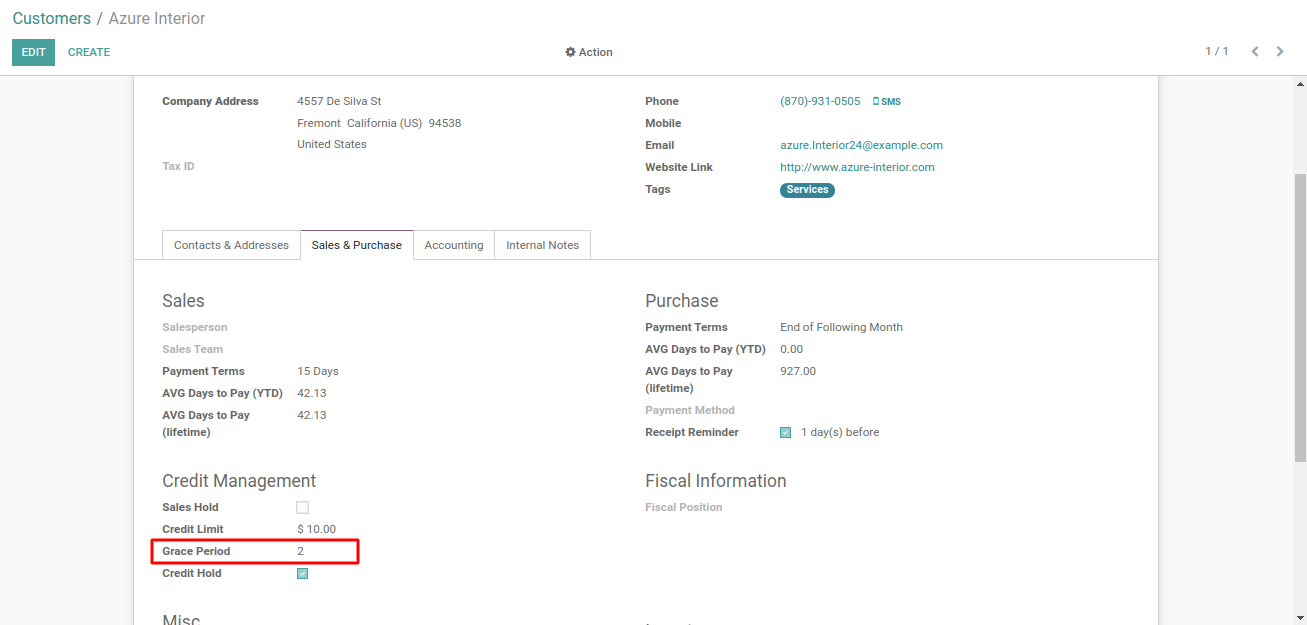 Customers / Azure Interior
EDIT CREATE Action 1 / 1
Company Address 4557 De Silva St
Fremont California (US) 94538
United States
Tax ID
Phone (870)-931-0505 SMS
Mobile
Email azure.Interior24@example.com
Website Link http://www.azure-interior.com
Tags Services
Contacts & Addresses Sales & Purchase Accounting Internal Notes
Sales
Salesperson
Sales Team
Payment Terms 15 Days
AVG Days to Pay (YTD) 42.13
AVG Days to Pay 42.13
(lifetime)
Purchase
Payment Terms End of Following Month
AVG Days to Pay (YTD) 0.00
AVG Days to Pay 927.00
(lifetime)
Payment Method
Receipt Reminder 1 day(s) before
Credit Management
Sales Hold
Credit Limit $ 10.00
Grace Period 2
Credit Hold
Fiscal Information
Fiscal Position
Misc